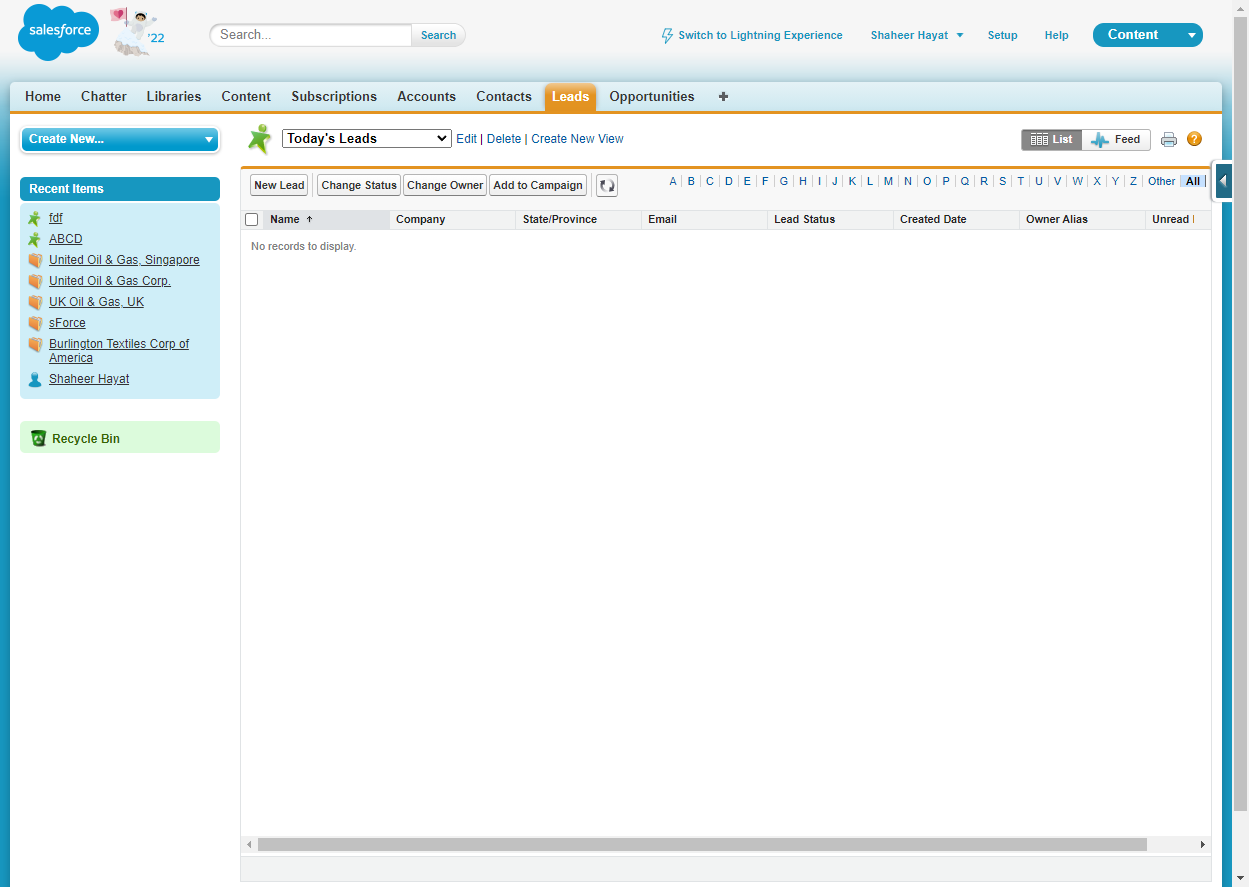 salesforce
'22
Search...
Search
Switch to Lightning Experience
Shaheer Hayat
Setup
Help
Content
Home
Chatter
Libraries
Content
Subscriptions
Accounts
Contacts
Leads
Opportunities
+
Create New...
Today's Leads
Edit | Delete | Create New View
List
Feed
?
Recent Items
fdf
ABCD
United Oil & Gas, Singapore
United Oil & Gas Corp.
UK Oil & Gas, UK
sForce
Burlington Textiles Corp of
America
Shaheer Hayat
Recycle Bin
New Lead
Change Status
Change Owner
Add to Campaign
A | B | C | D | E | F | G | H | I | J | K | L | M | N | O | P | Q | R | S | T | U | V | W | X | Y | Z | Other | All |
Name
Company
State/Province
Email
Lead Status
Created Date
Owner Alias
Unread
No records to display.